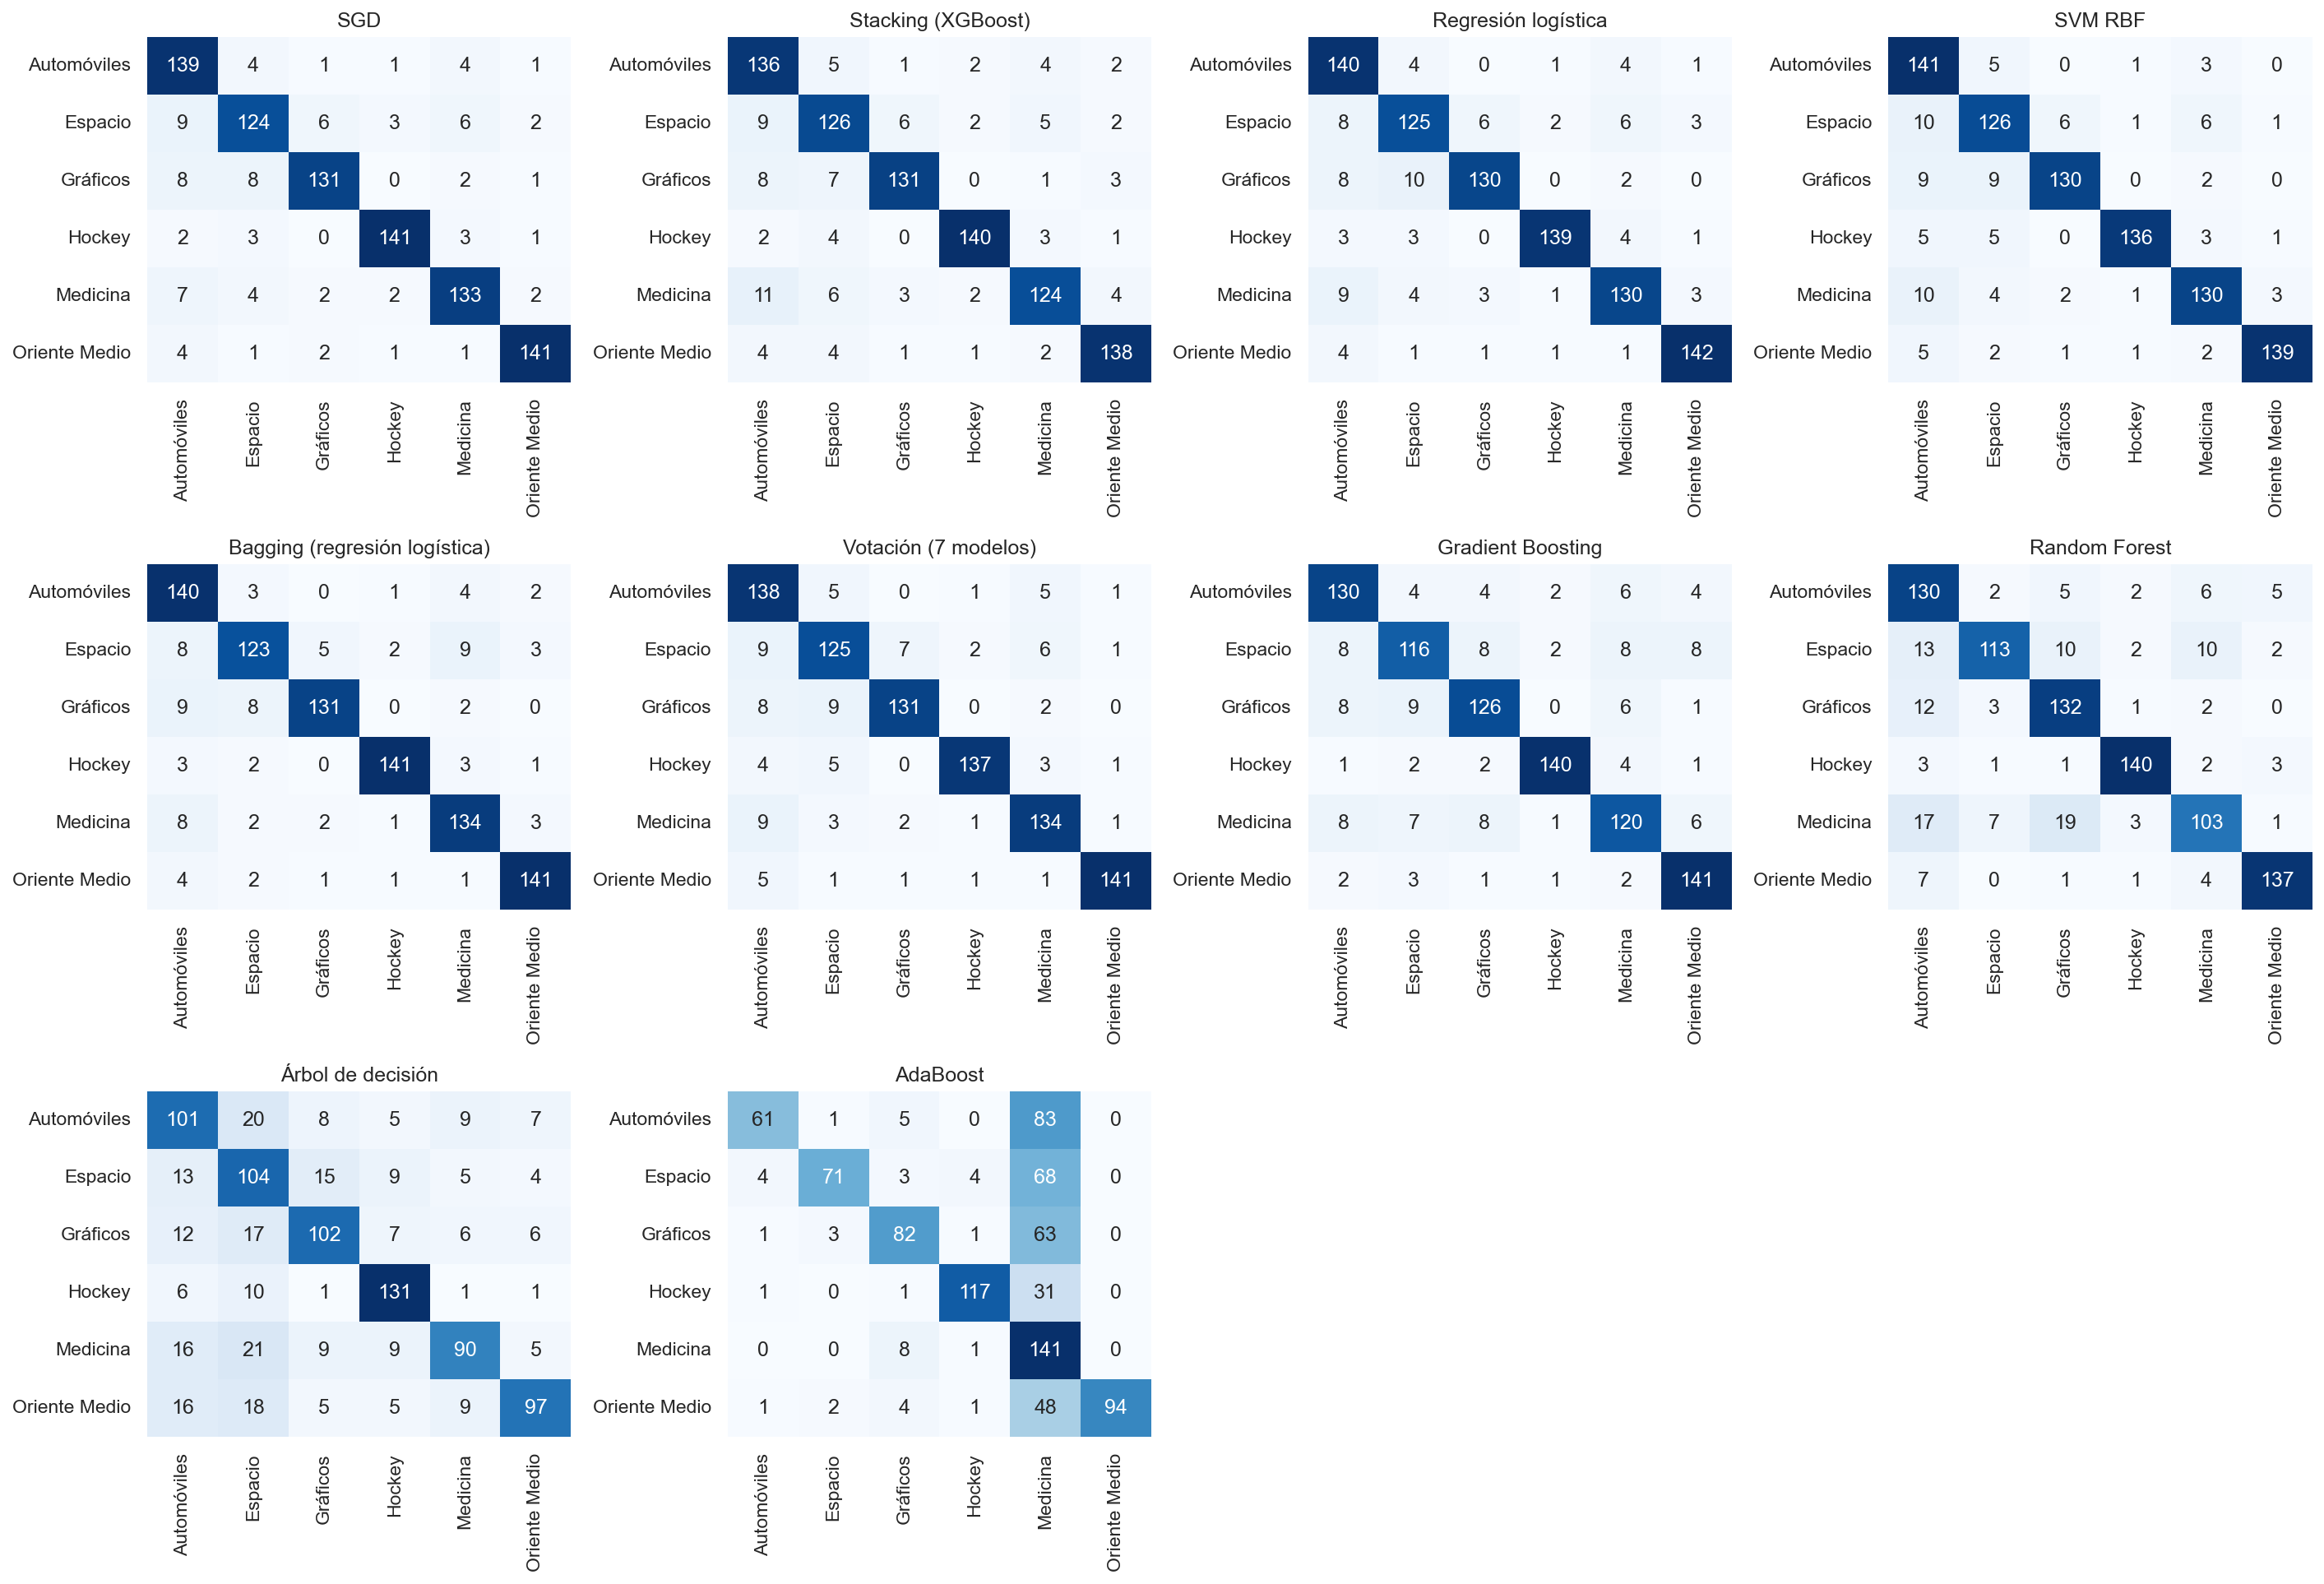 SGD
Automóviles 139 4 1 1 4 1
Espacio 9 124 6 3 6 2
Gráficos 8 8 131 0 2 1
Hockey 2 3 0 141 3 1
Medicina 7 4 2 2 133 2
Oriente Medio 4 1 2 1 1 141
Automóviles Espacio Gráficos Hockey Medicina Oriente Medio
Stacking (XGBoost)
Automóviles 136 5 1 2 4 2
Espacio 9 126 6 2 5 2
Gráficos 8 7 131 0 1 3
Hockey 2 4 0 140 3 1
Medicina 11 6 3 2 124 4
Oriente Medio 4 4 1 1 2 138
Automóviles Espacio Gráficos Hockey Medicina Oriente Medio
Regresión logística
Automóviles 140 4 0 1 4 1
Espacio 8 125 6 2 6 3
Gráficos 8 10 130 0 2 0
Hockey 3 3 0 139 4 1
Medicina 9 4 3 1 130 3
Oriente Medio 4 1 1 1 1 142
Automóviles Espacio Gráficos Hockey Medicina Oriente Medio
SVM RBF
Automóviles 141 5 0 1 3 0
Espacio 10 126 6 1 6 1
Gráficos 9 9 130 0 2 0
Hockey 5 5 0 136 3 1
Medicina 10 4 2 1 130 3
Oriente Medio 5 2 1 1 2 139
Automóviles Espacio Gráficos Hockey Medicina Oriente Medio
Bagging (regresión logística)
Automóviles 140 3 0 1 4 2
Espacio 8 123 5 2 9 3
Gráficos 9 8 131 0 2 0
Hockey 3 2 0 141 3 1
Medicina 8 2 2 1 134 3
Oriente Medio 4 2 1 1 1 141
Automóviles Espacio Gráficos Hockey Medicina Oriente Medio
Votación (7 modelos)
Automóviles 138 5 0 1 5 1
Espacio 9 125 7 2 6 1
Gráficos 8 9 131 0 2 0
Hockey 4 5 0 137 3 1
Medicina 9 3 2 1 134 1
Oriente Medio 5 1 1 1 1 141
Automóviles Espacio Gráficos Hockey Medicina Oriente Medio
Gradient Boosting
Automóviles 130 4 4 2 6 4
Espacio 8 116 8 2 8 8
Gráficos 8 9 126 0 6 1
Hockey 1 2 2 140 4 1
Medicina 8 7 8 1 120 6
Oriente Medio 2 3 1 1 2 141
Automóviles Espacio Gráficos Hockey Medicina Oriente Medio
Random Forest
Automóviles 130 2 5 2 6 5
Espacio 13 113 10 2 10 2
Gráficos 12 3 132 1 2 0
Hockey 3 1 1 140 2 3
Medicina 17 7 19 3 103 1
Oriente Medio 7 0 1 1 4 137
Automóviles Espacio Gráficos Hockey Medicina Oriente Medio
Árbol de decisión
Automóviles 101 20 8 5 9 7
Espacio 13 104 15 9 5 4
Gráficos 12 17 102 7 6 6
Hockey 6 10 1 131 1 1
Medicina 16 21 9 9 90 5
Oriente Medio 16 18 5 5 9 97
Automóviles Espacio Gráficos Hockey Medicina Oriente Medio
AdaBoost
Automóviles 61 1 5 0 83 0
Espacio 4 71 3 4 68 0
Gráficos 1 3 82 1 63 0
Hockey 1 0 1 117 31 0
Medicina 0 0 8 1 141 0
Oriente Medio 1 2 4 1 48 94
Automóviles Espacio Gráficos Hockey Medicina Oriente Medio